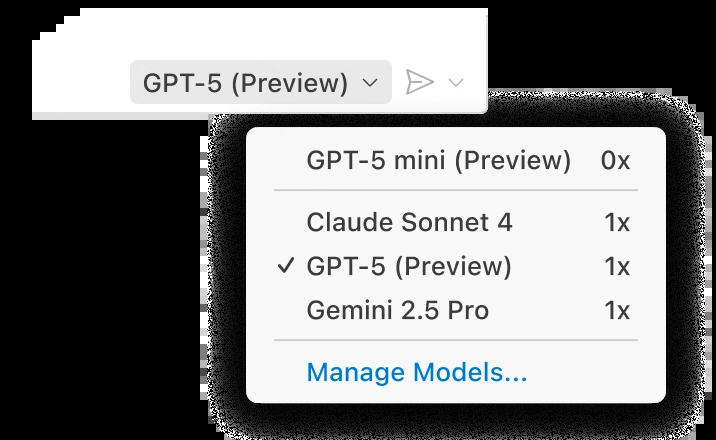 GPT-5 (Preview)
GPT-5 mini (Preview) 0x
Claude Sonnet 4 1x
✓ GPT-5 (Preview) 1x
Gemini 2.5 Pro 1x
Manage Models...